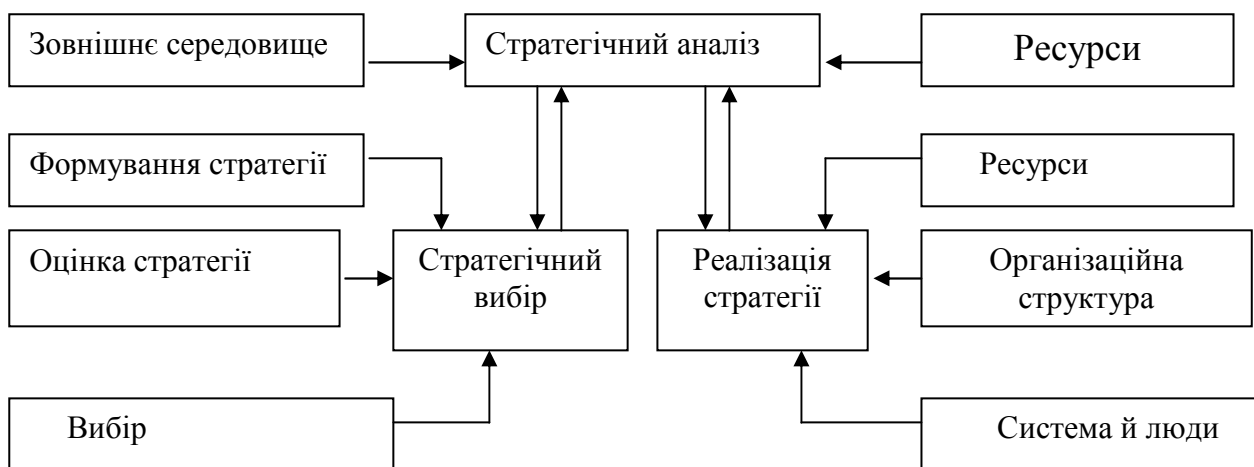 Зовнішнє середовище
Стратегічний аналіз
Ресурси
Формування стратегії
Ресурси
Оцінка стратегії
Стратегічний
вибір
Реалізація
стратегії
Організаційна
структура
Вибір
Система й люди